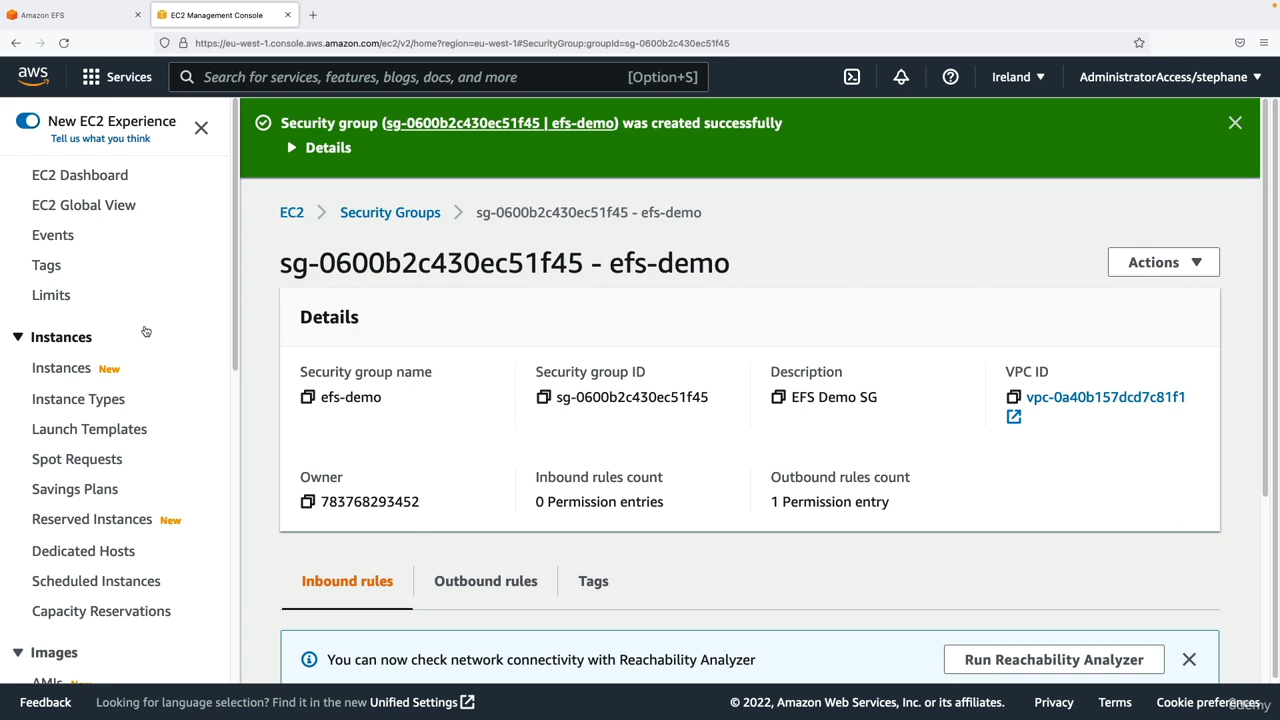 Amazon EFS
EC2 Management Console
https://eu-west-1.console.aws.amazon.com/ec2/v2/home?region=eu-west-1#SecurityGroup:groupId=sg-0600b2c430ec51f45
aws
Services
Search for services, features, blogs, docs, and more
[Option+S]
Ireland
AdministratorAccess/stephane
New EC2 Experience
Tell us what you think
EC2 Dashboard
EC2 Global View
Events
Tags
Limits
Instances
Instances New
Instance Types
Launch Templates
Spot Requests
Savings Plans
Reserved Instances New
Dedicated Hosts
Scheduled Instances
Capacity Reservations
Images
AMIs New
Security group (sg-0600b2c430ec51f45 | efs-demo) was created successfully
Details
EC2 > Security Groups > sg-0600b2c430ec51f45 - efs-demo
sg-0600b2c430ec51f45 - efs-demo
Actions
Details
Security group name
efs-demo
Security group ID
sg-0600b2c430ec51f45
Description
EFS Demo SG
VPC ID
vpc-0a40b157dcd7c81f1
Owner
783768293452
Inbound rules count
0 Permission entries
Outbound rules count
1 Permission entry
Inbound rules
Outbound rules
Tags
You can now check network connectivity with Reachability Analyzer
Run Reachability Analyzer
Feedback
Looking for language selection? Find it in the new Unified Settings
© 2022, Amazon Web Services, Inc. or its affiliates.
Privacy
Terms
Cookie preferences
Udemy